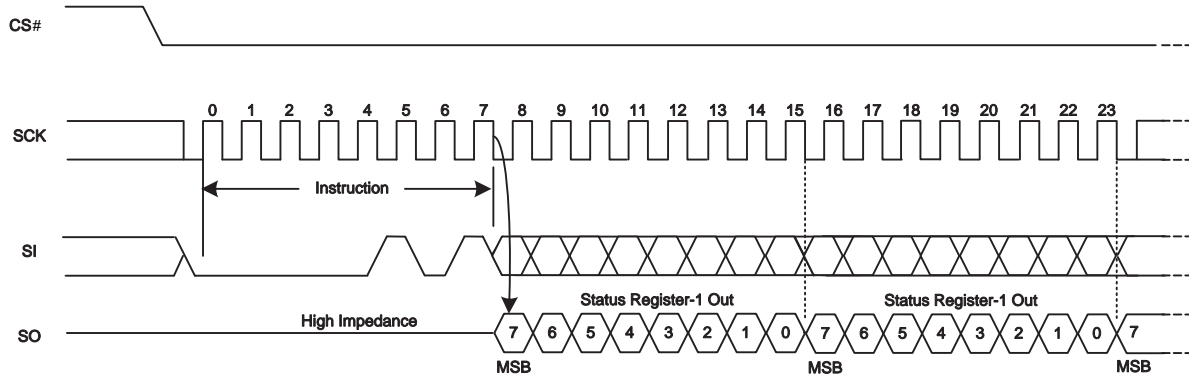 CS#
0 1 2 3 4 5 6 7 8 9 10 11 12 13 14 15 16 17 18 19 20 21 22 23
SCK
Instruction
SI
Status Register-1 Out Status Register-1 Out
High Impedance
SO
7 6 5 4 3 2 1 0 7 6 5 4 3 2 1 0 7
MSB MSB MSB